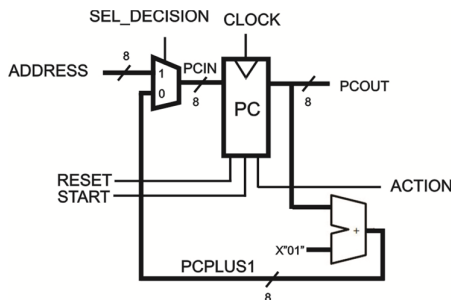 SEL_DECISION
CLOCK
ADDRESS
8
1
0
PCIN
8
PC
8
PCOUT
RESET
START
ACTION
X"01"
+
PCPLUS1
8